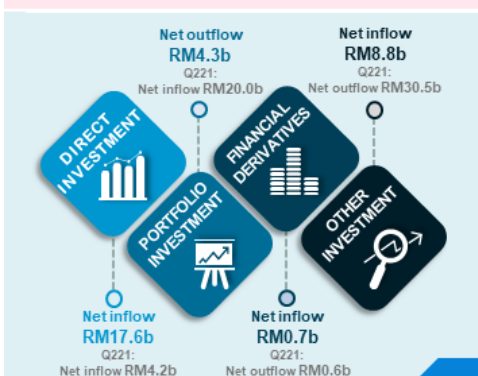 Net outflow
RM4.3b
Q221:
Net inflow RM20.0b
Net inflow
RM8.8b
Q221:
Net outflow RM30.5b
DIRECT
INVESTMENT
PORTFOLIO
INVESTMENT
FINANCIAL
DERIVATIVES
OTHER
INVESTMENT
Net inflow
RM17.6b
Q221:
Net inflow RM4.2b
Net inflow
RM0.7b
Q221:
Net outflow RM0.6b